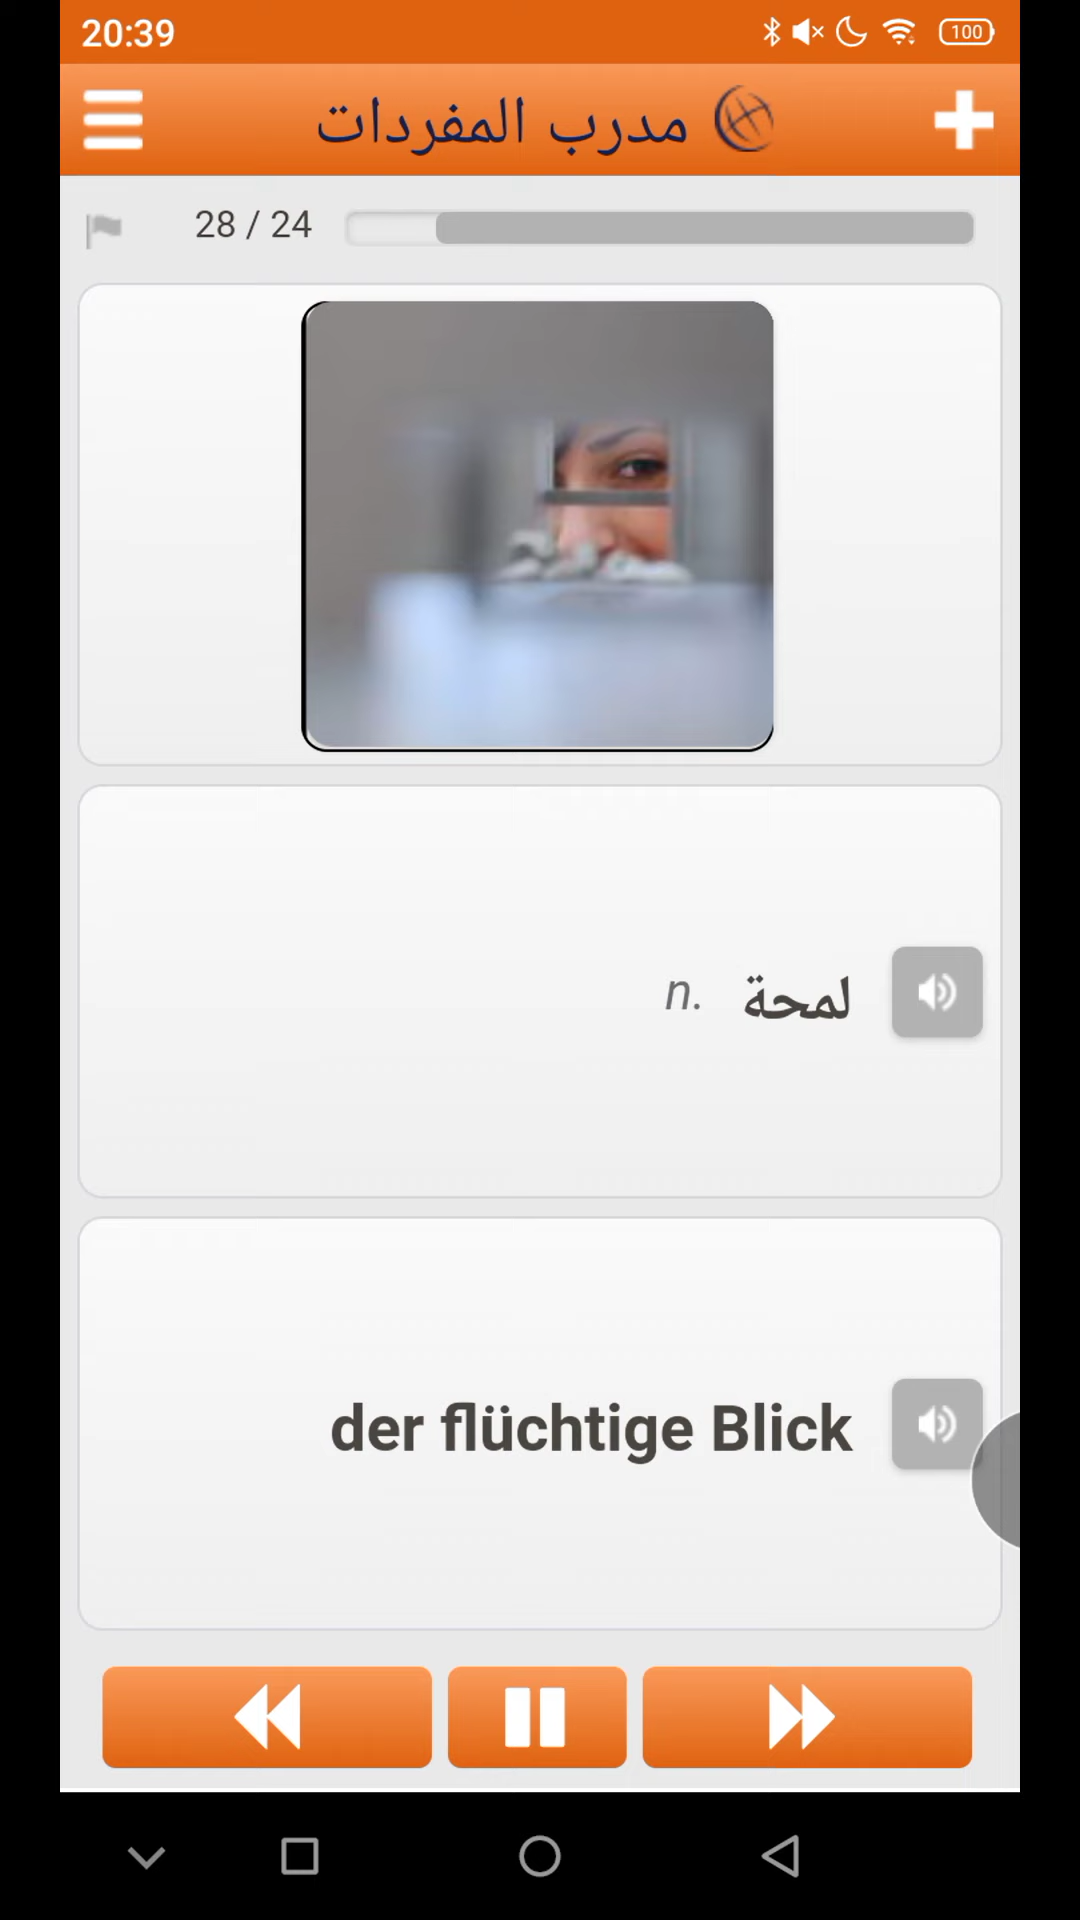 20:39
100
مدرب المفردات
28 / 24
لمحة n.
der flüchtige Blick